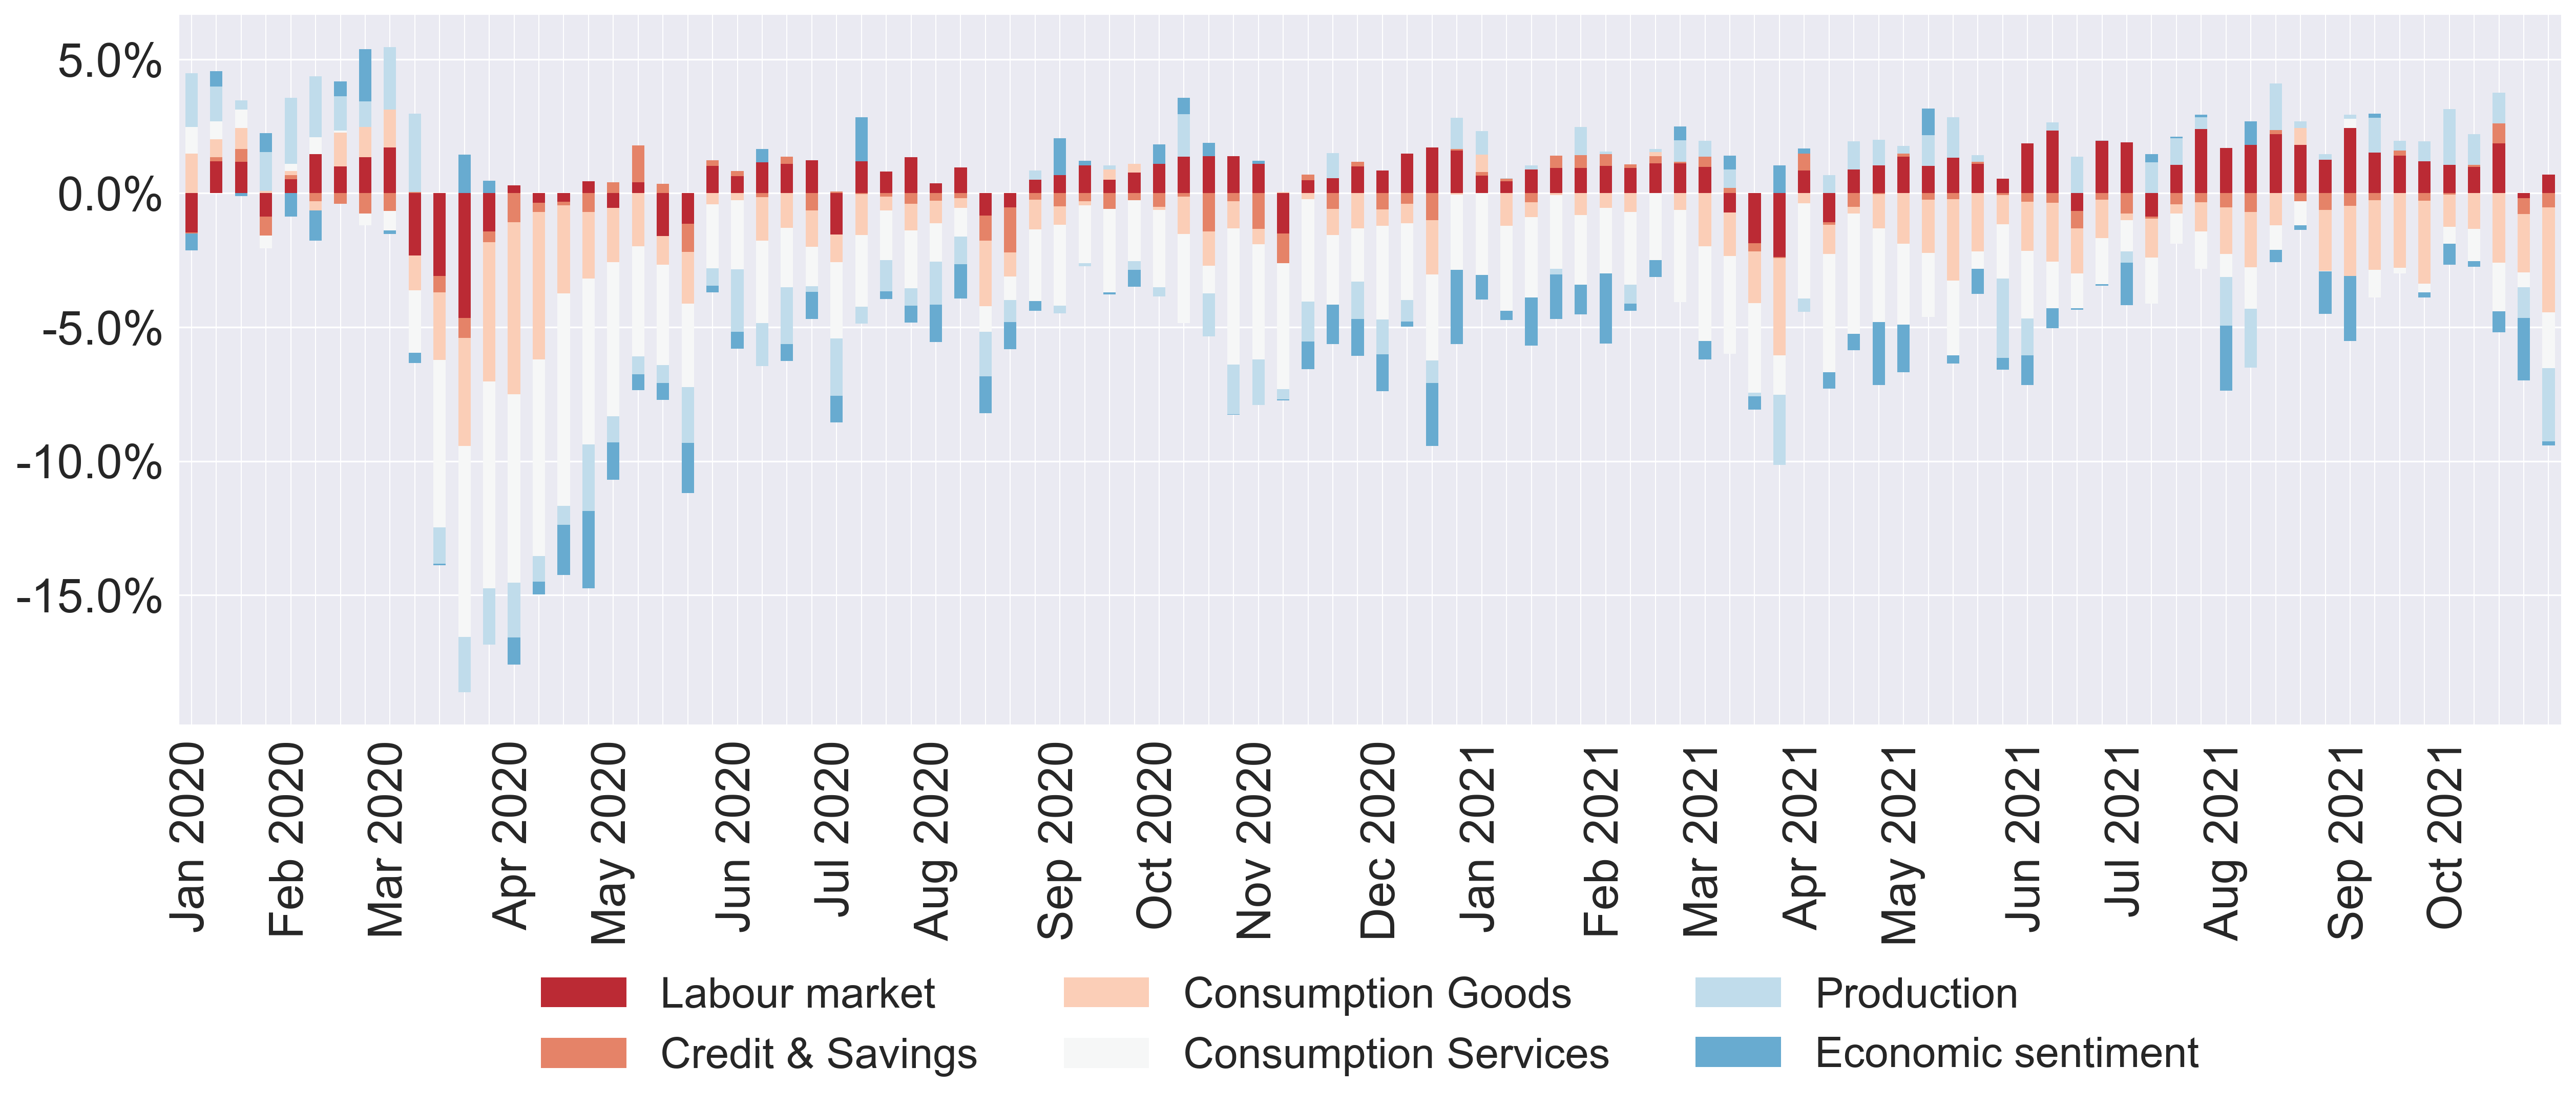 5.0%
0.0%
-5.0%
-10.0%
-15.0%
Jan 2020
Feb 2020
Mar 2020
Apr 2020
May 2020
Jun 2020
Jul 2020
Aug 2020
Sep 2020
Oct 2020
Nov 2020
Dec 2020
Jan 2021
Feb 2021
Mar 2021
Apr 2021
May 2021
Jun 2021
Jul 2021
Aug 2021
Sep 2021
Oct 2021
Labour market
Credit & Savings
Consumption Goods
Consumption Services
Production
Economic sentiment